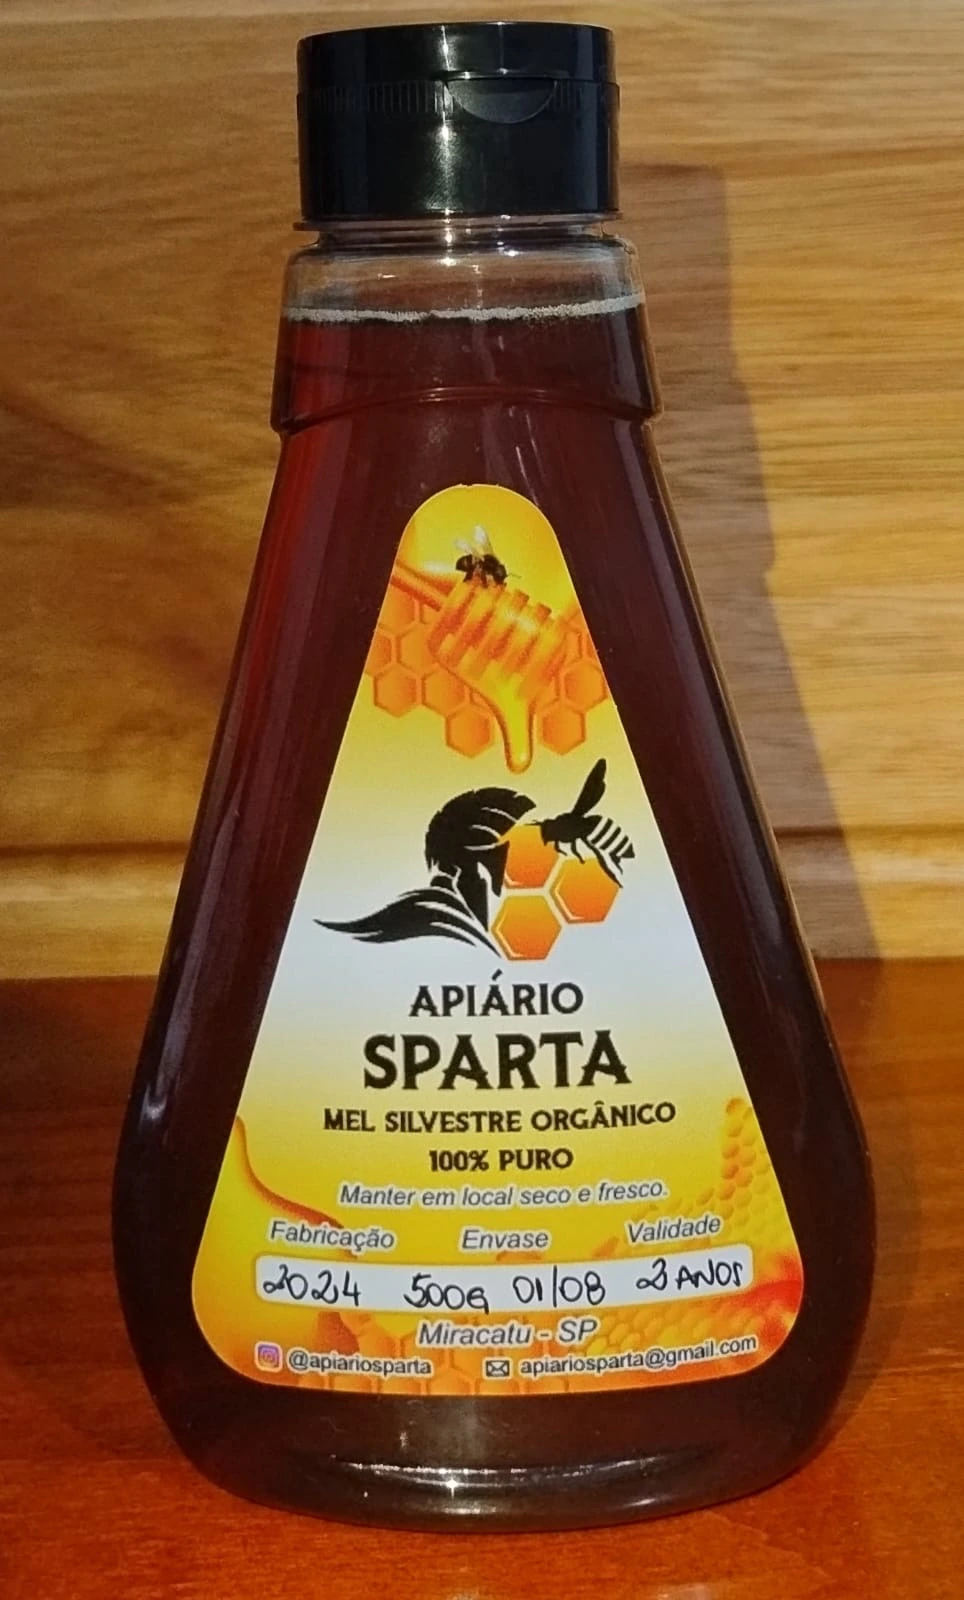 APIÁRIO
SPARTA
MEL SILVESTRE ORGÂNICO
100% PURO
Manter em local seco e fresco.
Fabricação Envase Validade
2024 500G 01/08 2 ANOS
Miracatu - SP
@apiariosparta apiariosparta@gmail.com